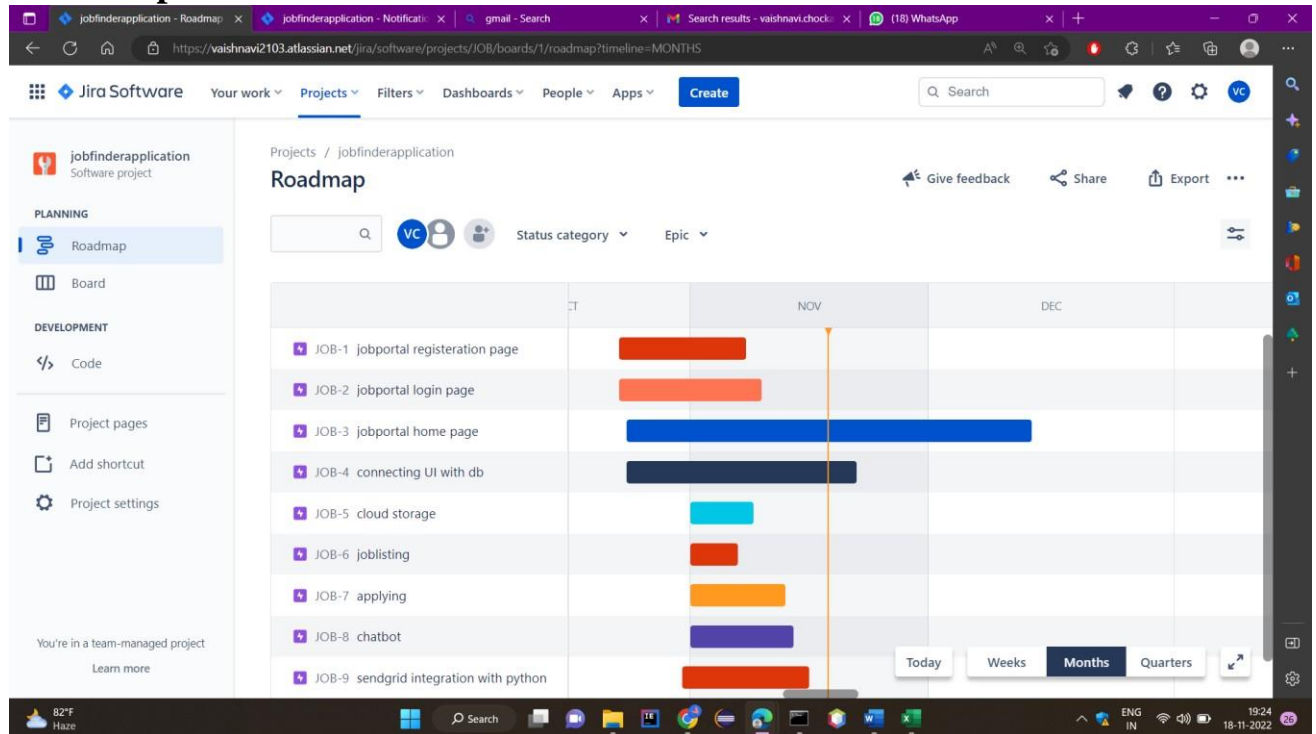 jobfinderapplication - Roadmap
jobfinderapplication - Notificatio
gmail - Search
Search results - vaishnavi.chocka
(18) WhatsApp
https://vaishnavi2103.atlassian.net/jira/software/projects/JOB/boards/1/roadmap?timeline=MONTHS
Jira Software Your work Projects Filters Dashboards People Apps Create Search VC
jobfinderapplication
Software project
Projects / jobfinderapplication
Roadmap
Give feedback Share Export
PLANNING
Roadmap
Board
DEVELOPMENT
Code
Project pages
Add shortcut
Project settings
You're in a team-managed project
Learn more
VC Status category Epic
CT NOV DEC
JOB-1 jobportal registeration page
JOB-2 jobportal login page
JOB-3 jobportal home page
JOB-4 connecting UI with db
JOB-5 cloud storage
JOB-6 joblisting
JOB-7 applying
JOB-8 chatbot
JOB-9 sendgrid integration with python
Today Weeks Months Quarters
82°F
Haze
Search
ENG
IN
19:24
18-11-2022
26